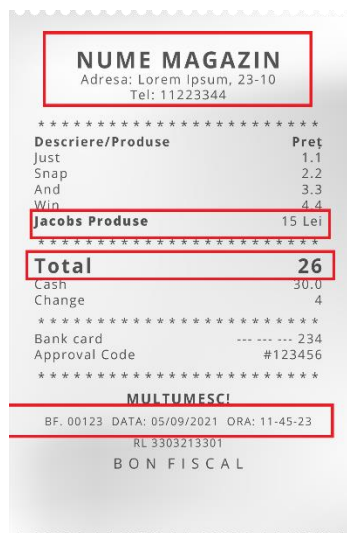 NUME MAGAZIN
Adresa: Lorem Ipsum, 23-10
Tel: 11223344
* * * * * * * * * * * * * * * * * * * * * * * *
Descriere/Produse Preț
Just 1.1
Snap 2.2
And 3.3
Win 4.4
Jacobs Produse 15 Lei
* * * * * * * * * * * * * * * * * * * * * * * *
Total 26
Cash 30.0
Change 4
* * * * * * * * * * * * * * * * * * * * * * * *
Bank card --- --- --- 234
Approval Code #123456
* * * * * * * * * * * * * * * * * * * * * * * *
MULTUMESC!
BF. 00123 DATA: 05/09/2021 ORA: 11-45-23
RL 3303213301
BON FISCAL